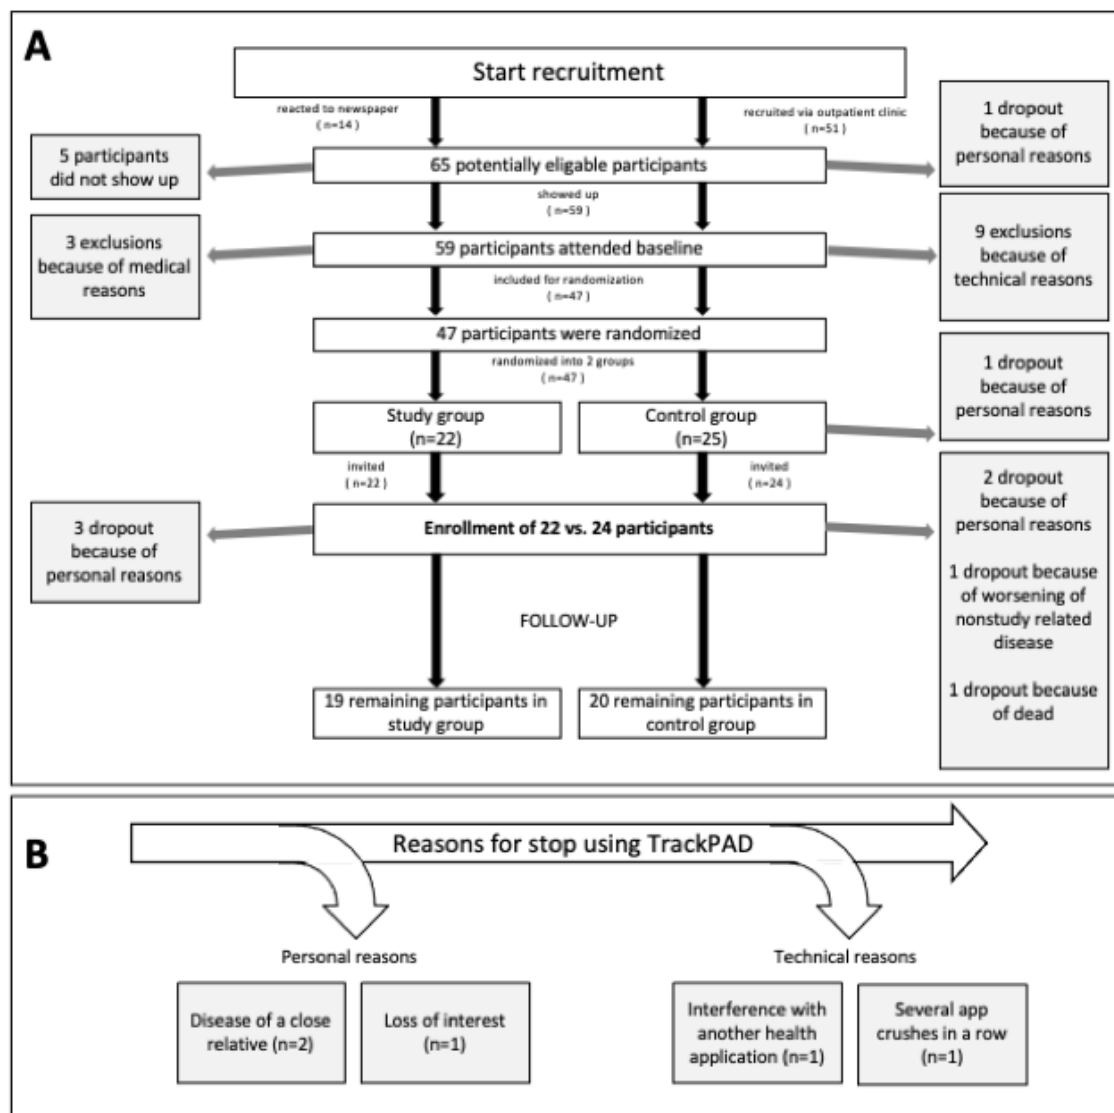 A
Start recruitment
reacted to newspaper
( n=14 )
recruited via outpatient clinic
( n=51 )
1 dropout
because of
personal reasons
5 participants
did not show up
65 potentially eligible participants
showed up
( n=59 )
3 exclusions
because of medical
reasons
59 participants attended baseline
9 exclusions
because of
technical reasons
included for randomization
( n=47 )
47 participants were randomized
randomized into 2 groups
( n=47 )
1 dropout
because of
personal reasons
Study group
(n=22)
Control group
(n=25)
invited
( n=22 )
invited
( n=24 )
3 dropout
because of
personal reasons
Enrollment of 22 vs. 24 participants
2 dropout
because of
personal reasons
1 dropout because
of worsening of
nonstudy related
disease
1 dropout because
of dead
FOLLOW-UP
19 remaining participants in
study group
20 remaining participants in
control group
B
Reasons for stop using TrackPAD
Personal reasons
Technical reasons
Disease of a close
relative (n=2)
Loss of interest
(n=1)
Interference with
another health
application (n=1)
Several app
crushes in a row
(n=1)